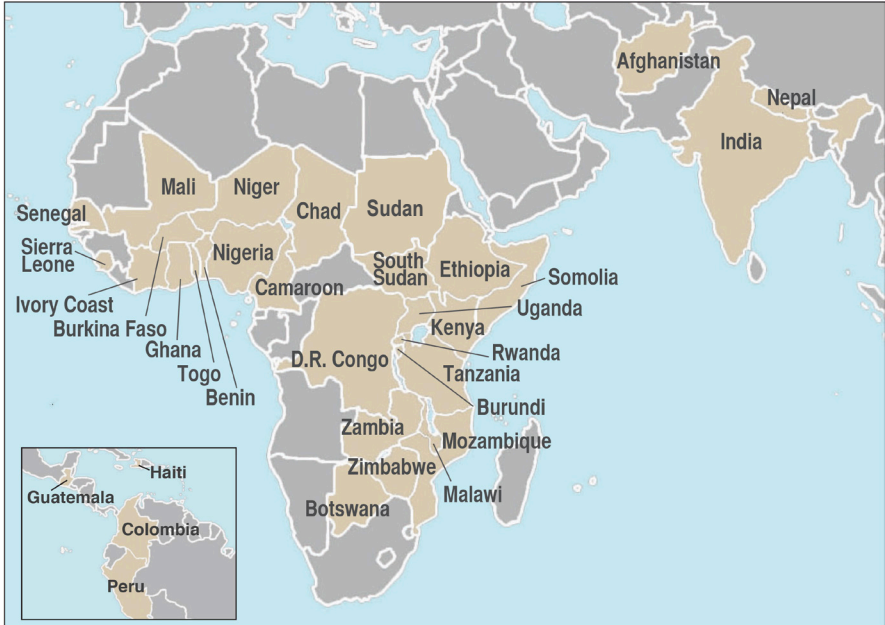 Afghanistan
Nepal
India
Mali
Niger
Chad
Sudan
Senegal
Sierra
Leone
Nigeria
South
Sudan
Ethiopia
Somolia
Ivory Coast
Camaroon
Uganda
Burkina Faso
Kenya
Ghana
Rwanda
D.R. Congo
Togo
Tanzania
Benin
Burundi
Zambia
Mozambique
Zimbabwe
Malawi
Botswana
Haiti
Guatemala
Colombia
Peru